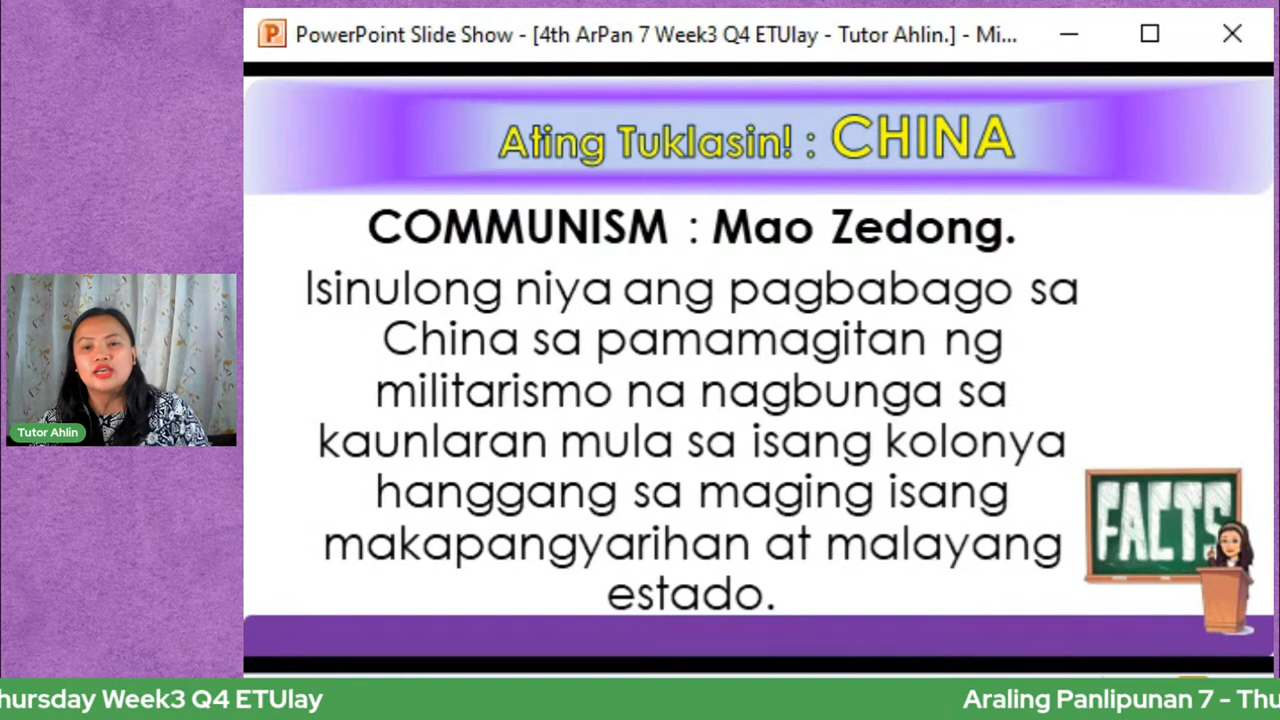 PowerPoint Slide Show - [4th ArPan 7 Week3 Q4 ETUlay - Tutor Ahlin.] - Mi...
Ating Tuklasin! : CHINA
COMMUNISM : Mao Zedong.
Isinulong niya ang pagbabago sa
China sa pamamagitan ng
militarismo na nagbunga sa
kaunlaran mula sa isang kolonya
hanggang sa maging isang
makapangyarihan at malayang
estado.
FACTS
Tutor Ahlin
hursday Week3 Q4 ETUlay
Araling Panlipunan 7 - Thu